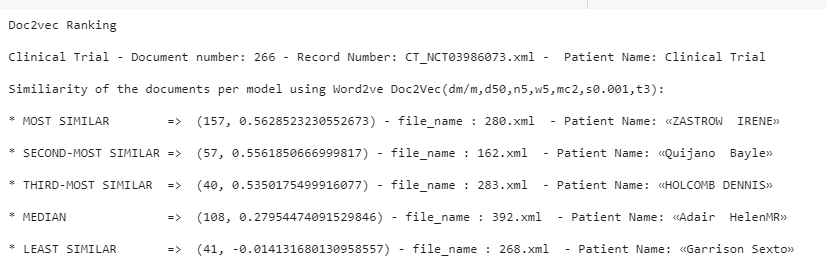 Doc2vec Ranking
Clinical Trial - Document number: 266 - Record Number: CT_NCT03986073.xml - Patient Name: Clinical Trial
Similiarity of the documents per model using Word2ve Doc2Vec(dm/m,d50,n5,w5,mc2,s0.001,t3):
* MOST SIMILAR => (157, 0.5628523230552673) - file_name : 280.xml - Patient Name: «ZASTROW IRENE»
* SECOND-MOST SIMILAR => (57, 0.5561850666999817) - file_name : 162.xml - Patient Name: «Quijano Bayle»
* THIRD-MOST SIMILAR => (40, 0.5350175499916077) - file_name : 283.xml - Patient Name: «HOLCOMB DENNIS»
* MEDIAN => (108, 0.27954474091529846) - file_name : 392.xml - Patient Name: «Adair HelenMR»
* LEAST SIMILAR => (41, -0.014131680130958557) - file_name : 268.xml - Patient Name: «Garrison Sexto»